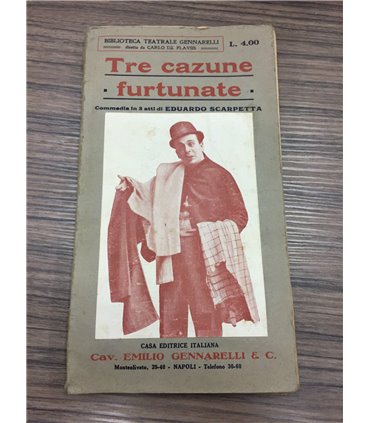 BIBLIOTECA TEATRALE GENNARELLI
diretta da CARLO DE FLAVIIS
L. 4,00
Tre cazune
furtunate
Commedia in 3 atti di EDUARDO SCARPETTA
CASA EDITRICE ITALIANA
Cav. EMILIO GENNARELLI & C.
Monteoliveto, 39-40 - NAPOLI - Telefono 30-60